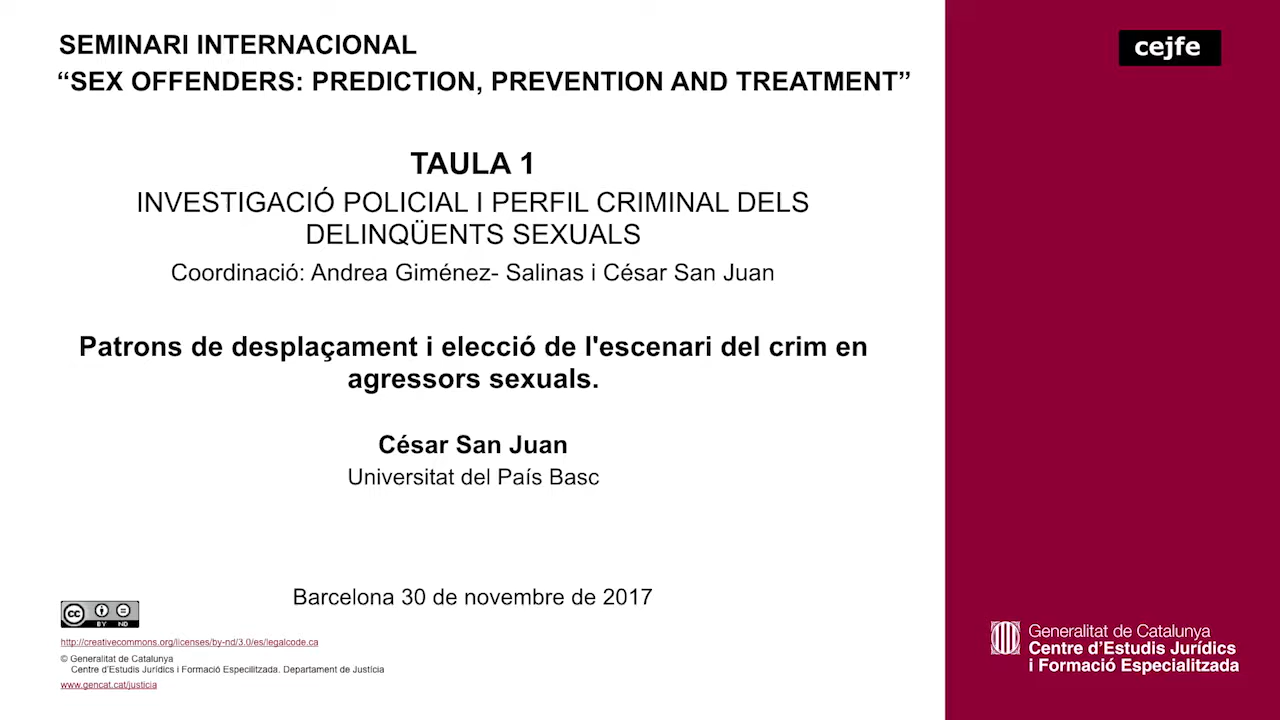 SEMINARI INTERNACIONAL
“SEX OFFENDERS: PREDICTION, PREVENTION AND TREATMENT”
cejfe
TAULA 1
INVESTIGACIÓ POLICIAL I PERFIL CRIMINAL DELS
DELINQÜENTS SEXUALS
Coordinació: Andrea Giménez- Salinas i César San Juan
Patrons de desplaçament i elecció de l'escenari del crim en
agressors sexuals.
César San Juan
Universitat del País Basc
Barcelona 30 de novembre de 2017
cc BY ND
http://creativecommons.org/licenses/by-nd/3.0/es/legalcode.ca
© Generalitat de Catalunya
Centre d'Estudis Jurídics i Formació Especilitzada. Departament de Justícia
www.gencat.cat/justicia
Generalitat de Catalunya
Centre d'Estudis Jurídics
i Formació Especialitzada